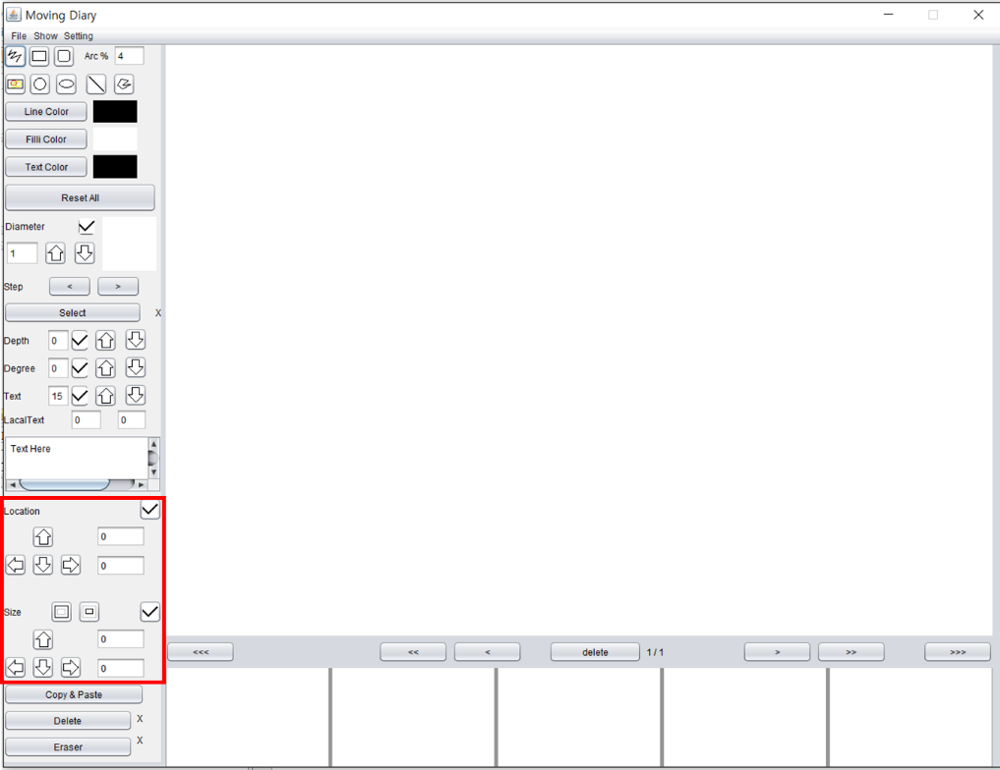 Moving Diary
File Show Setting
Arc % 4
Line Color
Filli Color
Text Color
Reset All
Diameter
1
Step < >
Select X
Depth 0
Degree 0
Text 15
LacalText 0 0
Text Here
Location
0
0
Size
0
0
<<< << < delete 1 / 1 > >> >>>
Copy & Paste
Delete X
Eraser X